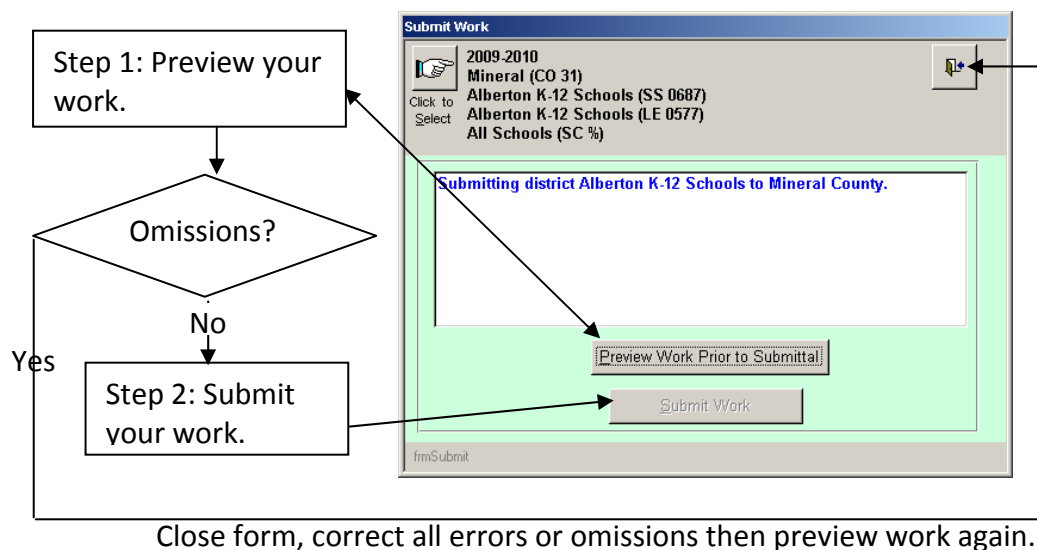 Step 1: Preview your
work.
Omissions?
No
Yes
Step 2: Submit
your work.
Submit Work
Click to
Select
2009-2010
Mineral (CO 31)
Alberton K-12 Schools (SS 0687)
Alberton K-12 Schools (LE 0577)
All Schools (SC %)
Submitting district Alberton K-12 Schools to Mineral County.
Preview Work Prior to Submittal
Submit Work
frmSubmit
Close form, correct all errors or omissions then preview work again.